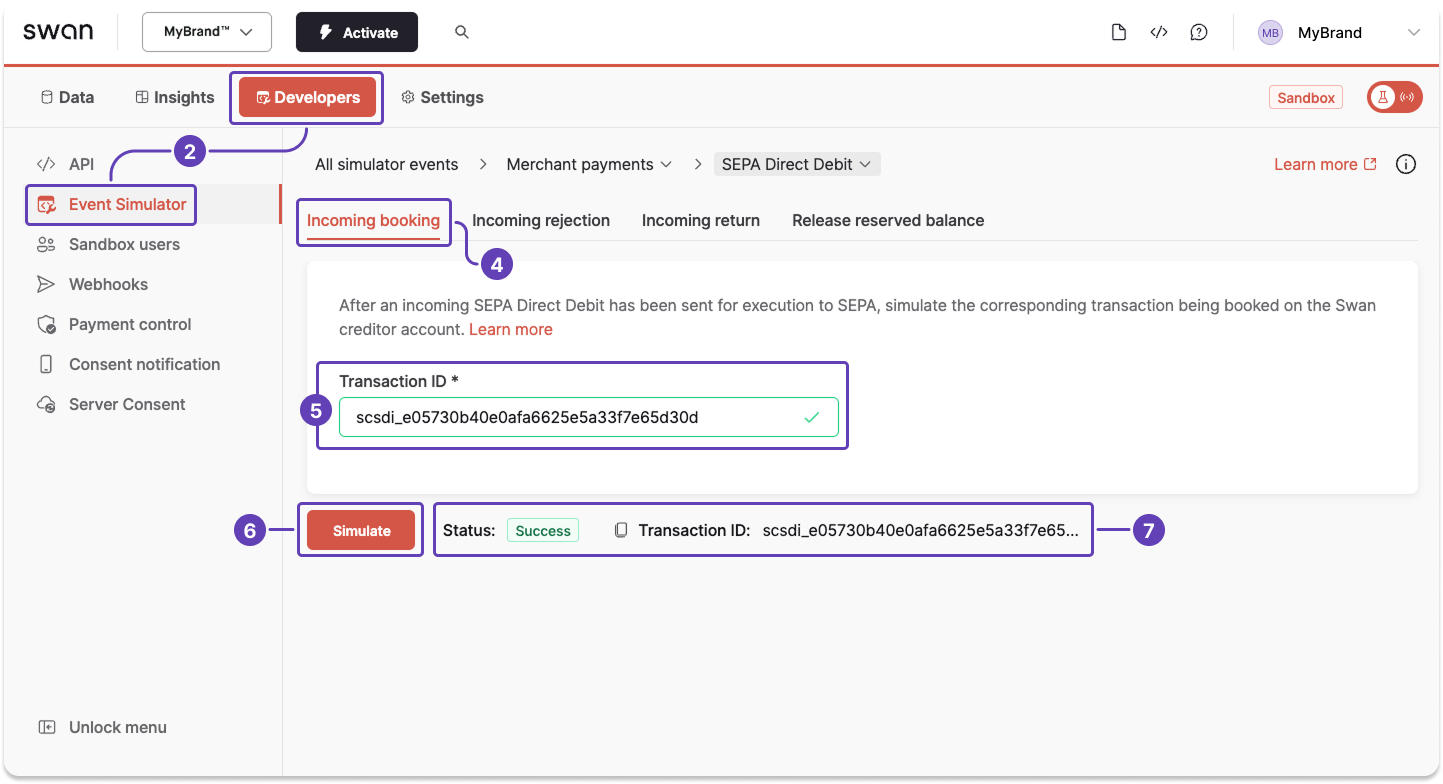 swan
MyBrand™
Activate
MB
MyBrand
Data
Insights
Developers
Settings
Sandbox
2
API
Event Simulator
Sandbox users
Webhooks
Payment control
Consent notification
Server Consent
Unlock menu
All simulator events > Merchant payments > SEPA Direct Debit
Learn more
Incoming booking
Incoming rejection
Incoming return
Release reserved balance
4
After an incoming SEPA Direct Debit has been sent for execution to SEPA, simulate the corresponding transaction being booked on the Swan
creditor account. Learn more
Transaction ID *
5
scsdi_e05730b40e0afa6625e5a33f7e65d30d
6
Simulate
Status: Success
Transaction ID: scsdi_e05730b40e0afa6625e5a33f7e65...
7